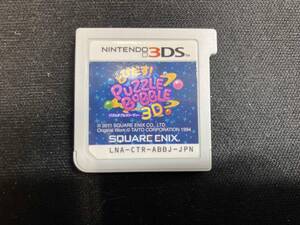 NINTENDO 3DS™
とびだす!
PUZZLE BOBBLE
3D
© 2011 SQUARE ENIX CO., LTD.
Original Work © TAITO CORPORATION 1994
SQUARE ENIX.
LNA-CTR-ABBJ-JPN